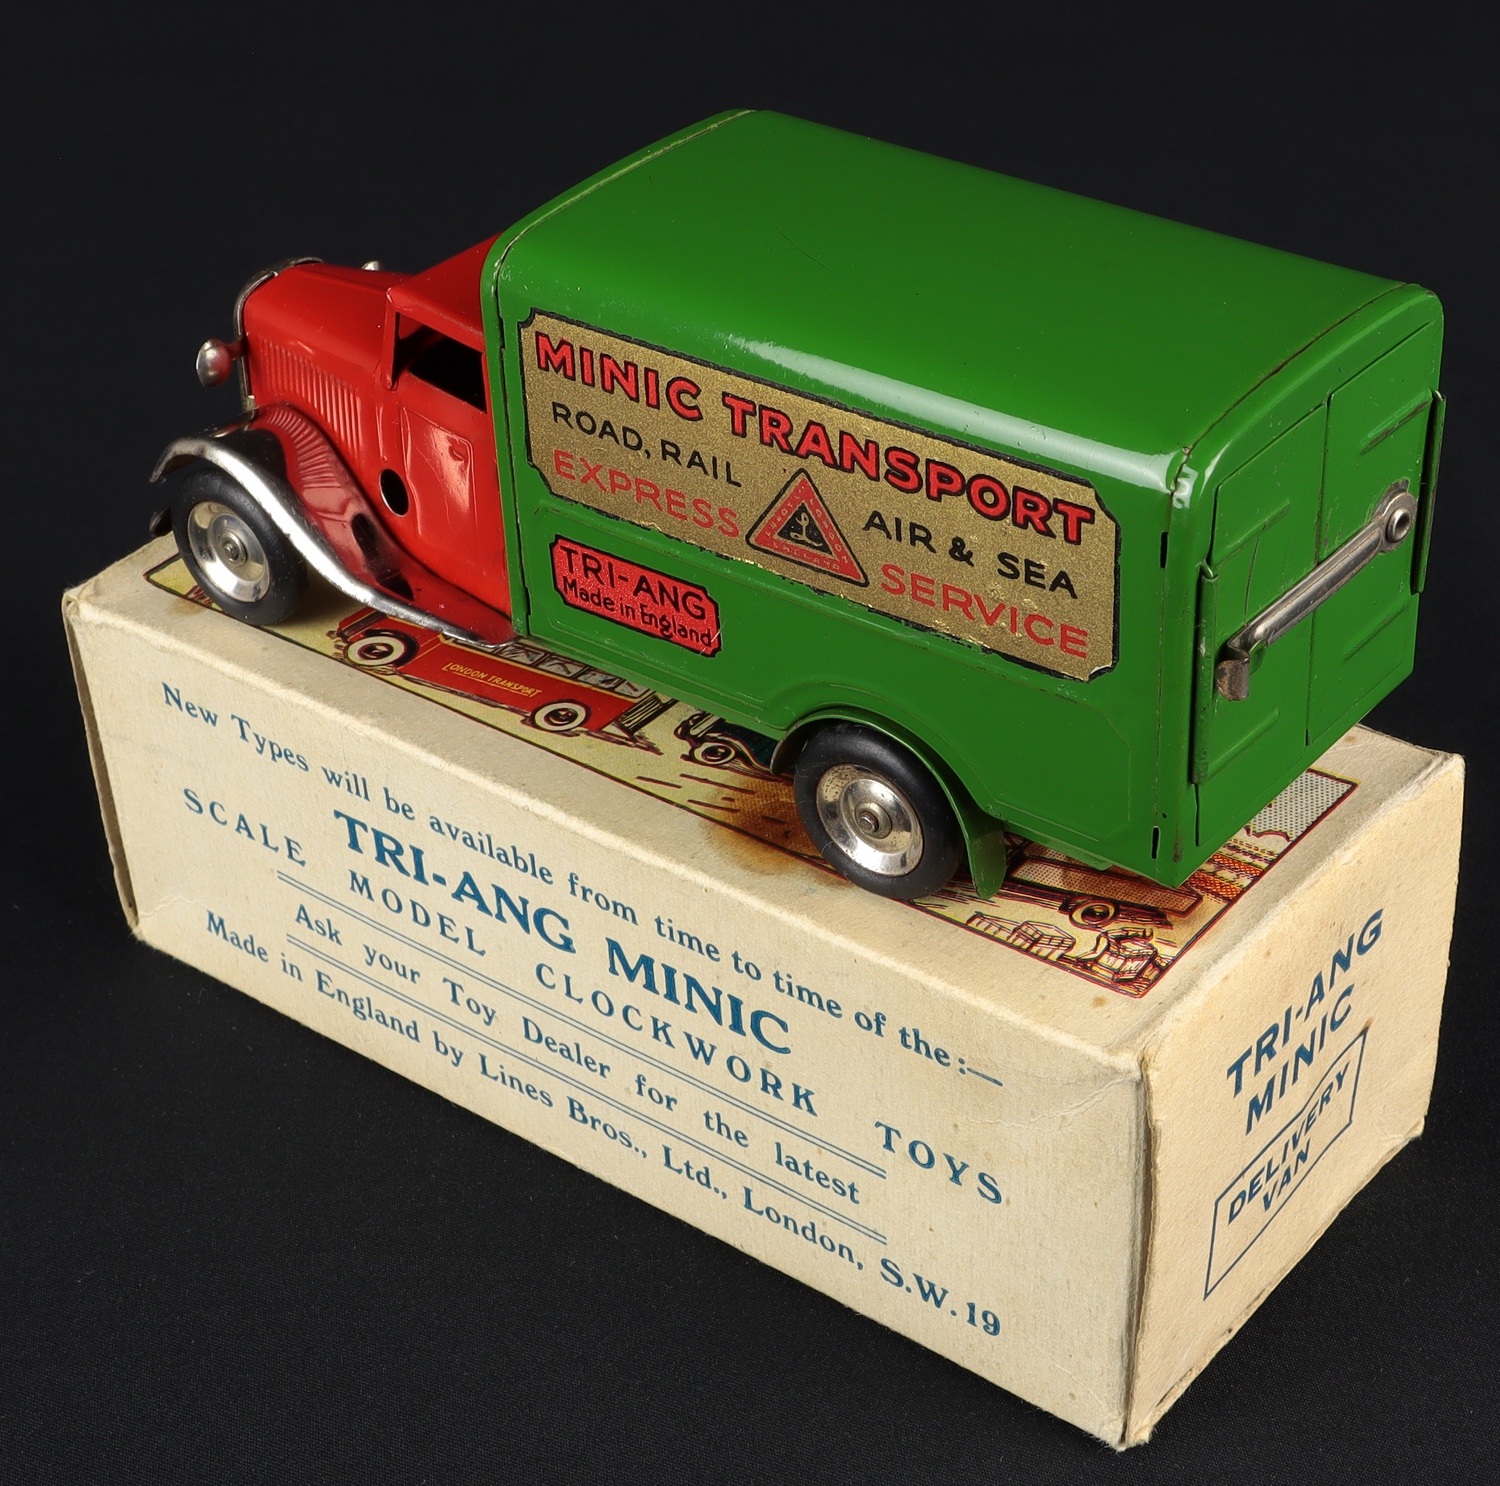 MINIC TRANSPORT
ROAD, RAIL
EXPRESS
AIR & SEA
SERVICE
TRI-ANG
Made in England
LONDON TRANSPORT
New Types will be available from time to time of the:—
TRI-ANG MINIC
SCALE MODEL CLOCKWORK TOYS
Ask your Toy Dealer for the latest
Made in England by Lines Bros., Ltd., London, S.W.19
TRI-ANG
MINIC
DELIVERY
VAN